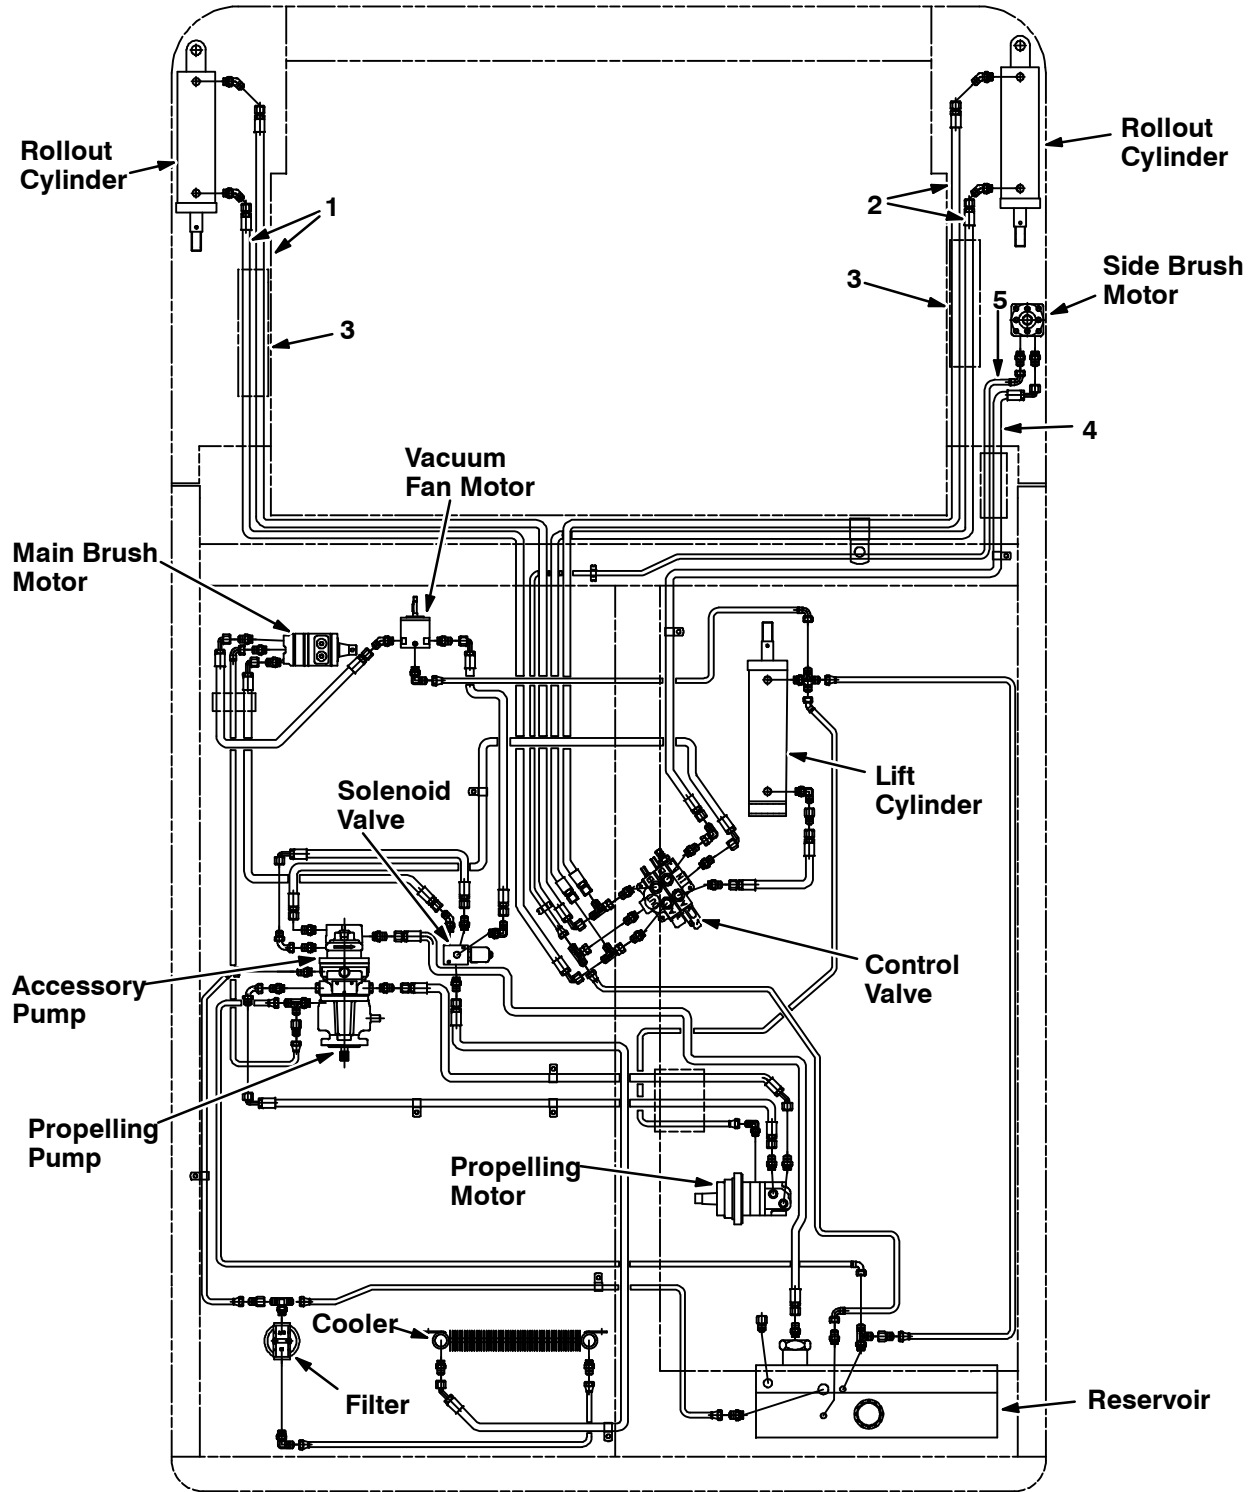 Rollout
Cylinder
Rollout
Cylinder
1
2
Side Brush
Motor
3
5
3
4
Vacuum
Fan Motor
Main Brush
Motor
Solenoid
Valve
Lift
Cylinder
Control
Valve
Accessory
Pump
Propelling
Pump
Propelling
Motor
Cooler
Filter
Reservoir